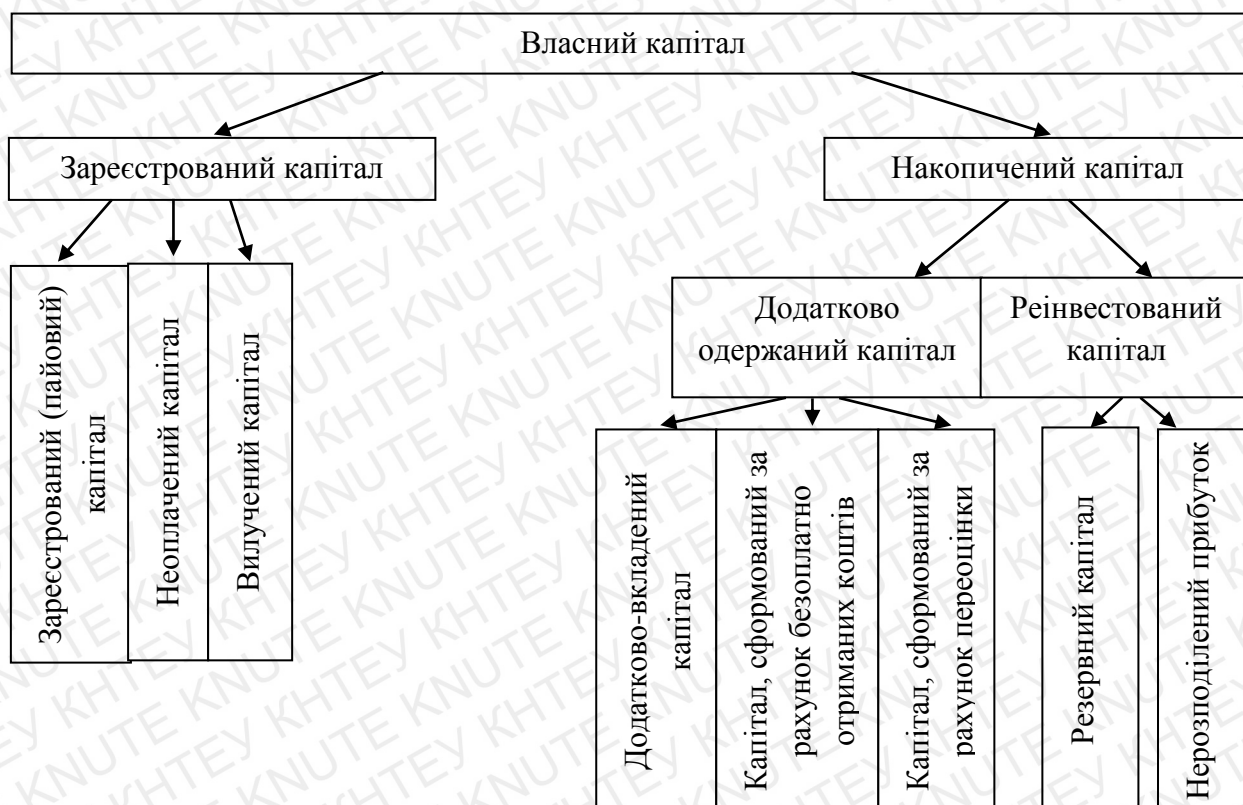 Власний капітал
Зареєстрований капітал
Накопичений капітал
Зареєстрований (пайовий)
капітал
Неоплачений капітал
Вилучений капітал
Додатково
одержаний капітал
Реінвестований
капітал
Додатково-вкладений
капітал
Капітал, сформований за
рахунок безоплатно
отриманих коштів
Капітал, сформований за
рахунок переоцінки
Резервний капітал
Нерозподілений прибуток